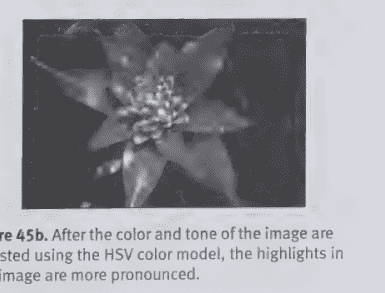 re 45b. After the color and tone of the image are
sted using the HSV color model, the highlights in
image are more pronounced.